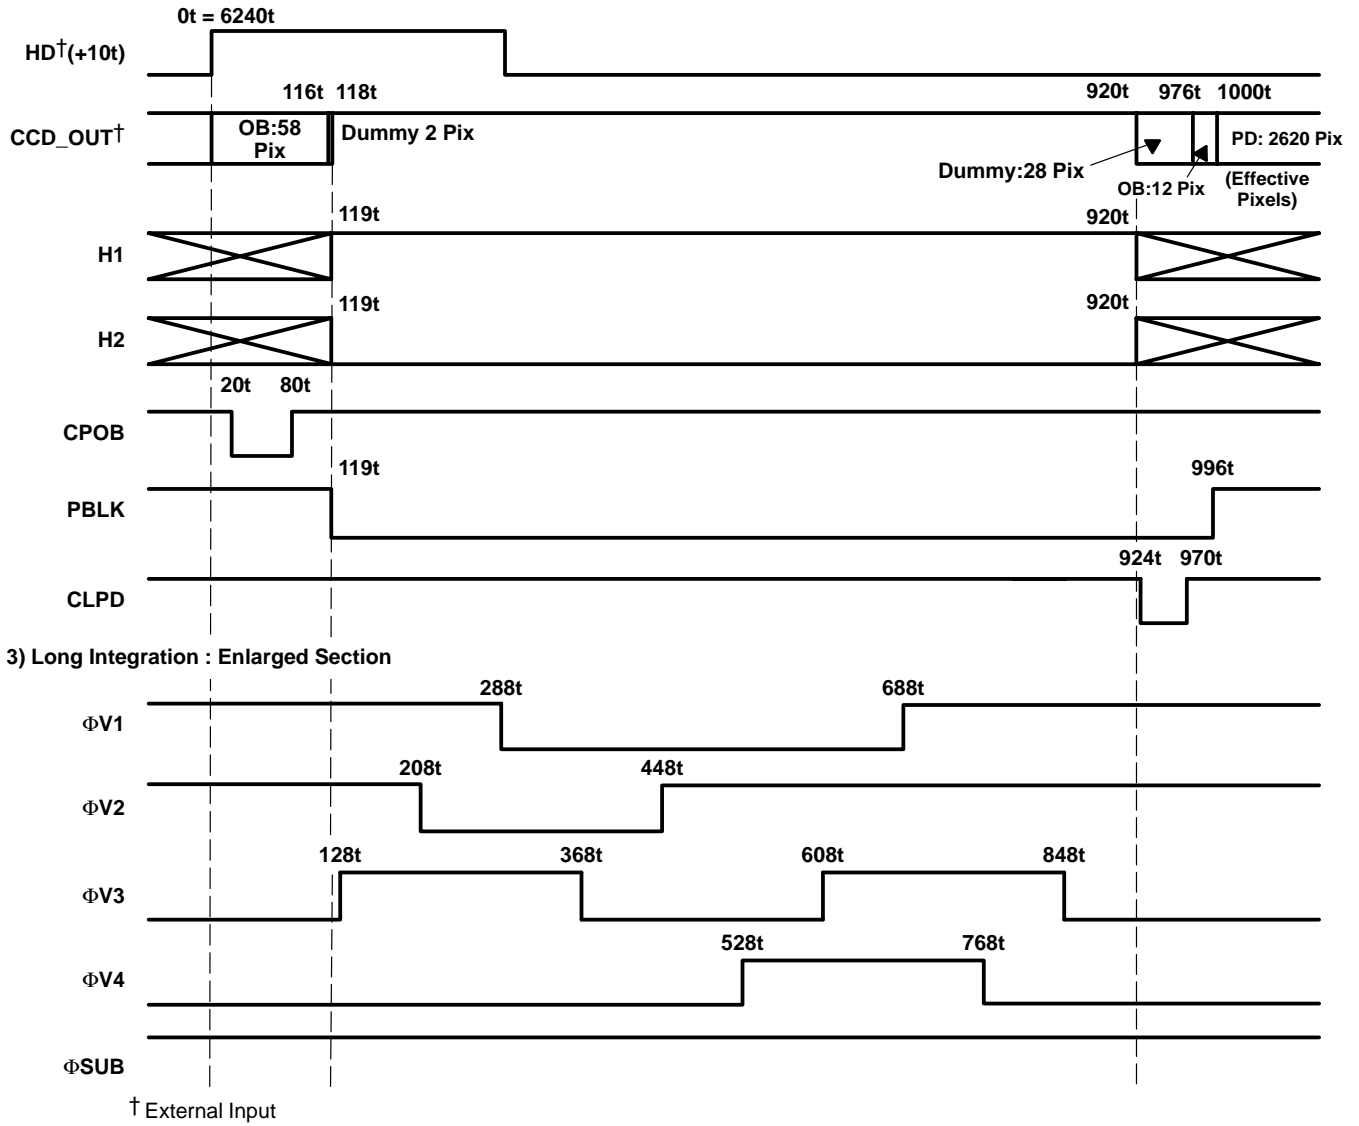 0t = 6240t
HD†(+10t)
116t 118t 920t 976t 1000t
CCD_OUT†
OB:58
Pix
Dummy 2 Pix
Dummy:28 Pix
OB:12 Pix
PD: 2620 Pix
(Effective
Pixels)
119t 920t
H1
119t 920t
H2
20t 80t
CPOB
119t 996t
PBLK
924t 970t
CLPD
3) Long Integration : Enlarged Section
288t 688t
ΦV1
208t 448t
ΦV2
128t 368t 608t 848t
ΦV3
528t 768t
ΦV4
ΦSUB
† External Input